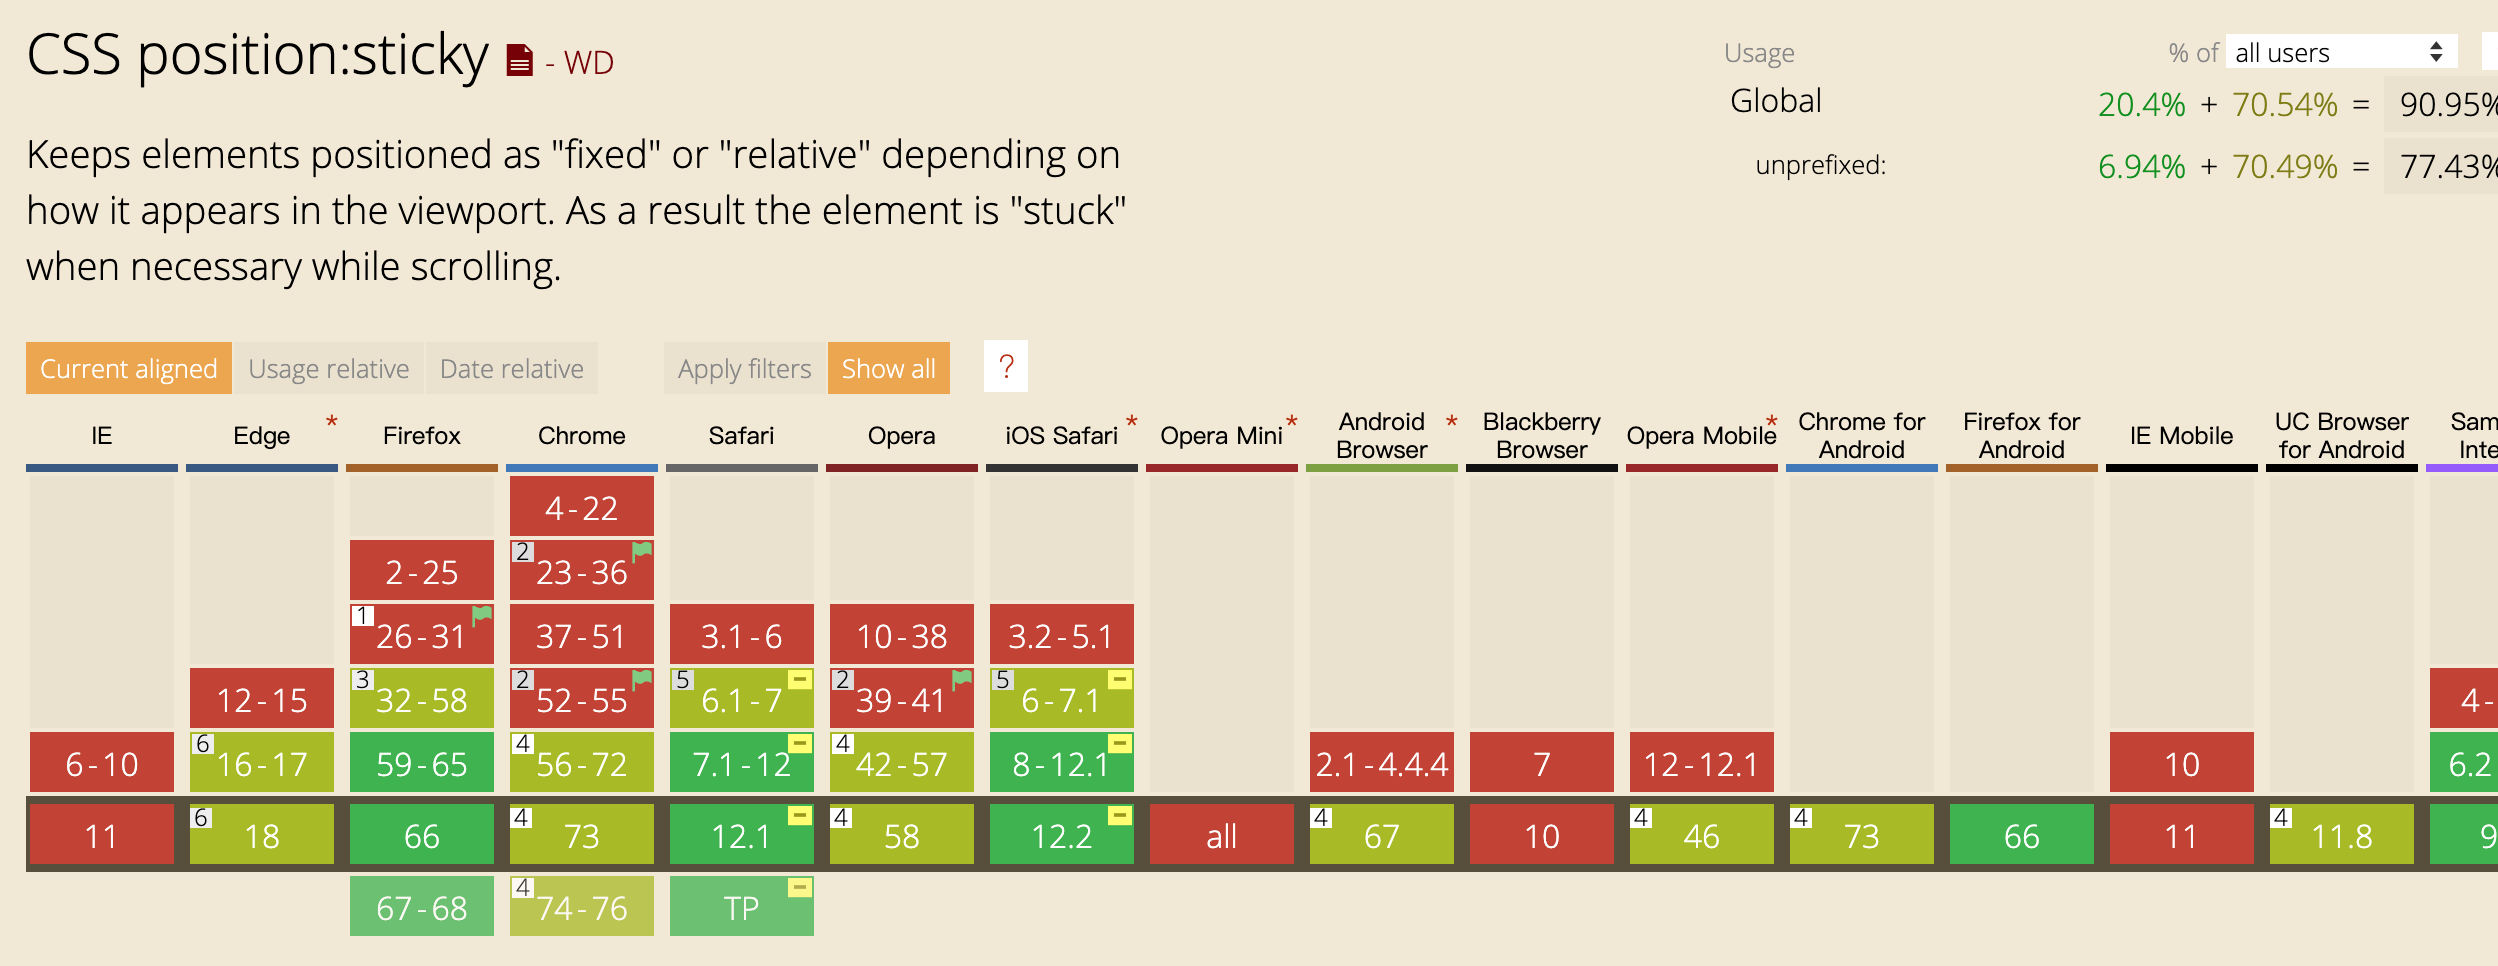 CSS position:sticky - WD
Usage % of all users
Global 20.4% + 70.54% = 90.95%
unprefixed: 6.94% + 70.49% = 77.43%
Keeps elements positioned as "fixed" or "relative" depending on
how it appears in the viewport. As a result the element is "stuck"
when necessary while scrolling.
Current aligned Usage relative Date relative Apply filters Show all ?
IE Edge * Firefox Chrome Safari Opera iOS Safari * Opera Mini * Android Browser * Blackberry Browser Opera Mobile * Chrome for Android Firefox for Android IE Mobile UC Browser for Android
4-22
2-25 2 23-36
1 26-31 37-51 3.1-6 10-38 3.2-5.1
12-15 3 32-58 2 52-55 5 6.1-7 2 39-41 5 6-7.1 4-
6-10 6 16-17 59-65 4 56-72 7.1-12 4 42-57 8-12.1 2.1-4.4.4 7 12-12.1 10 6.2
11 6 18 66 4 73 12.1 4 58 12.2 all 4 67 10 4 46 4 73 66 11 4 11.8 9
67-68 4 74-76 TP